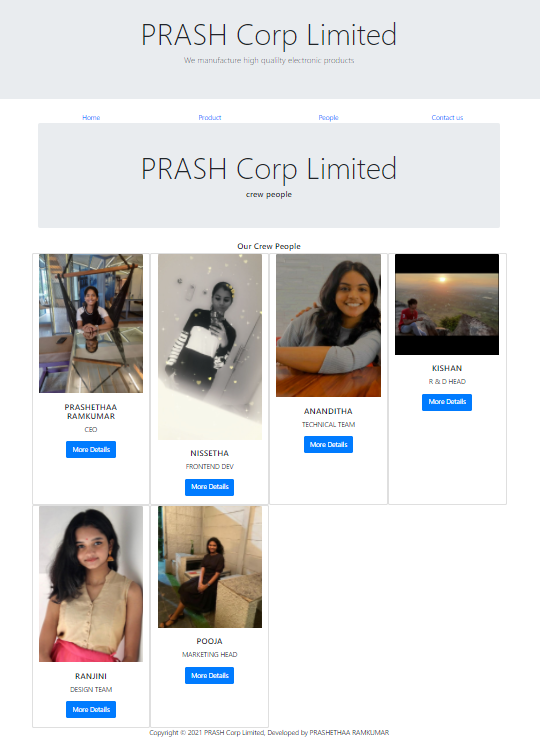 PRASH Corp Limited
We manufacture high quality electronic products
Home Product People Contact us
PRASH Corp Limited
crew people
Our Crew People
PRASHETHAA
RAMKUMAR
CEO
More Details
NISSETHA
FRONTEND DEV
More Details
ANANDITHA
TECHNICAL TEAM
More Details
KISHAN
R & D HEAD
More Details
RANJINI
DESIGN TEAM
More Details
POOJA
MARKETING HEAD
More Details
Copyright © 2021 PRASH Corp Limited, Developed by PRASHETHAA RAMKUMAR